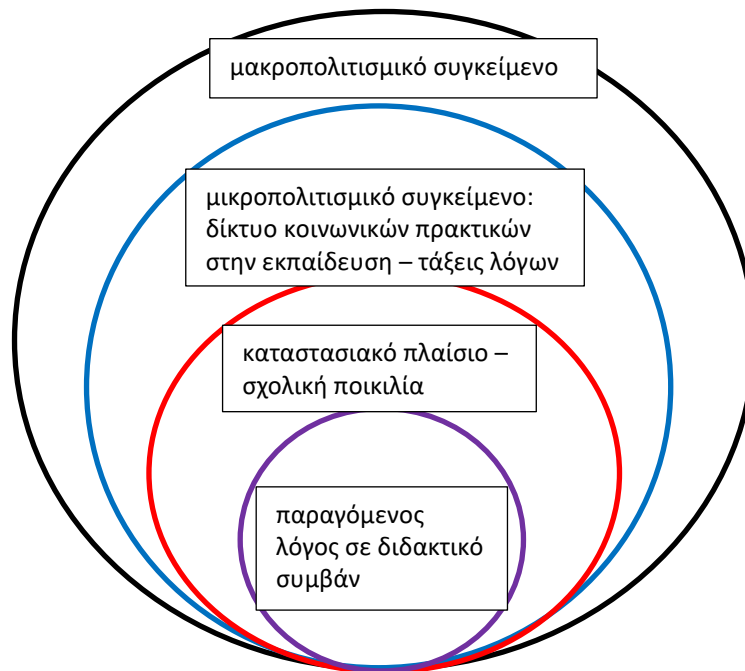 μακροπολιτισμικό συγκείμενο
μικροπολιτισμικό συγκείμενο:
δίκτυο κοινωνικών πρακτικών
στην εκπαίδευση – τάξεις λόγων
καταστασιακό πλαίσιο –
σχολική ποικιλία
παραγόμενος
λόγος σε διδακτικό
συμβάν